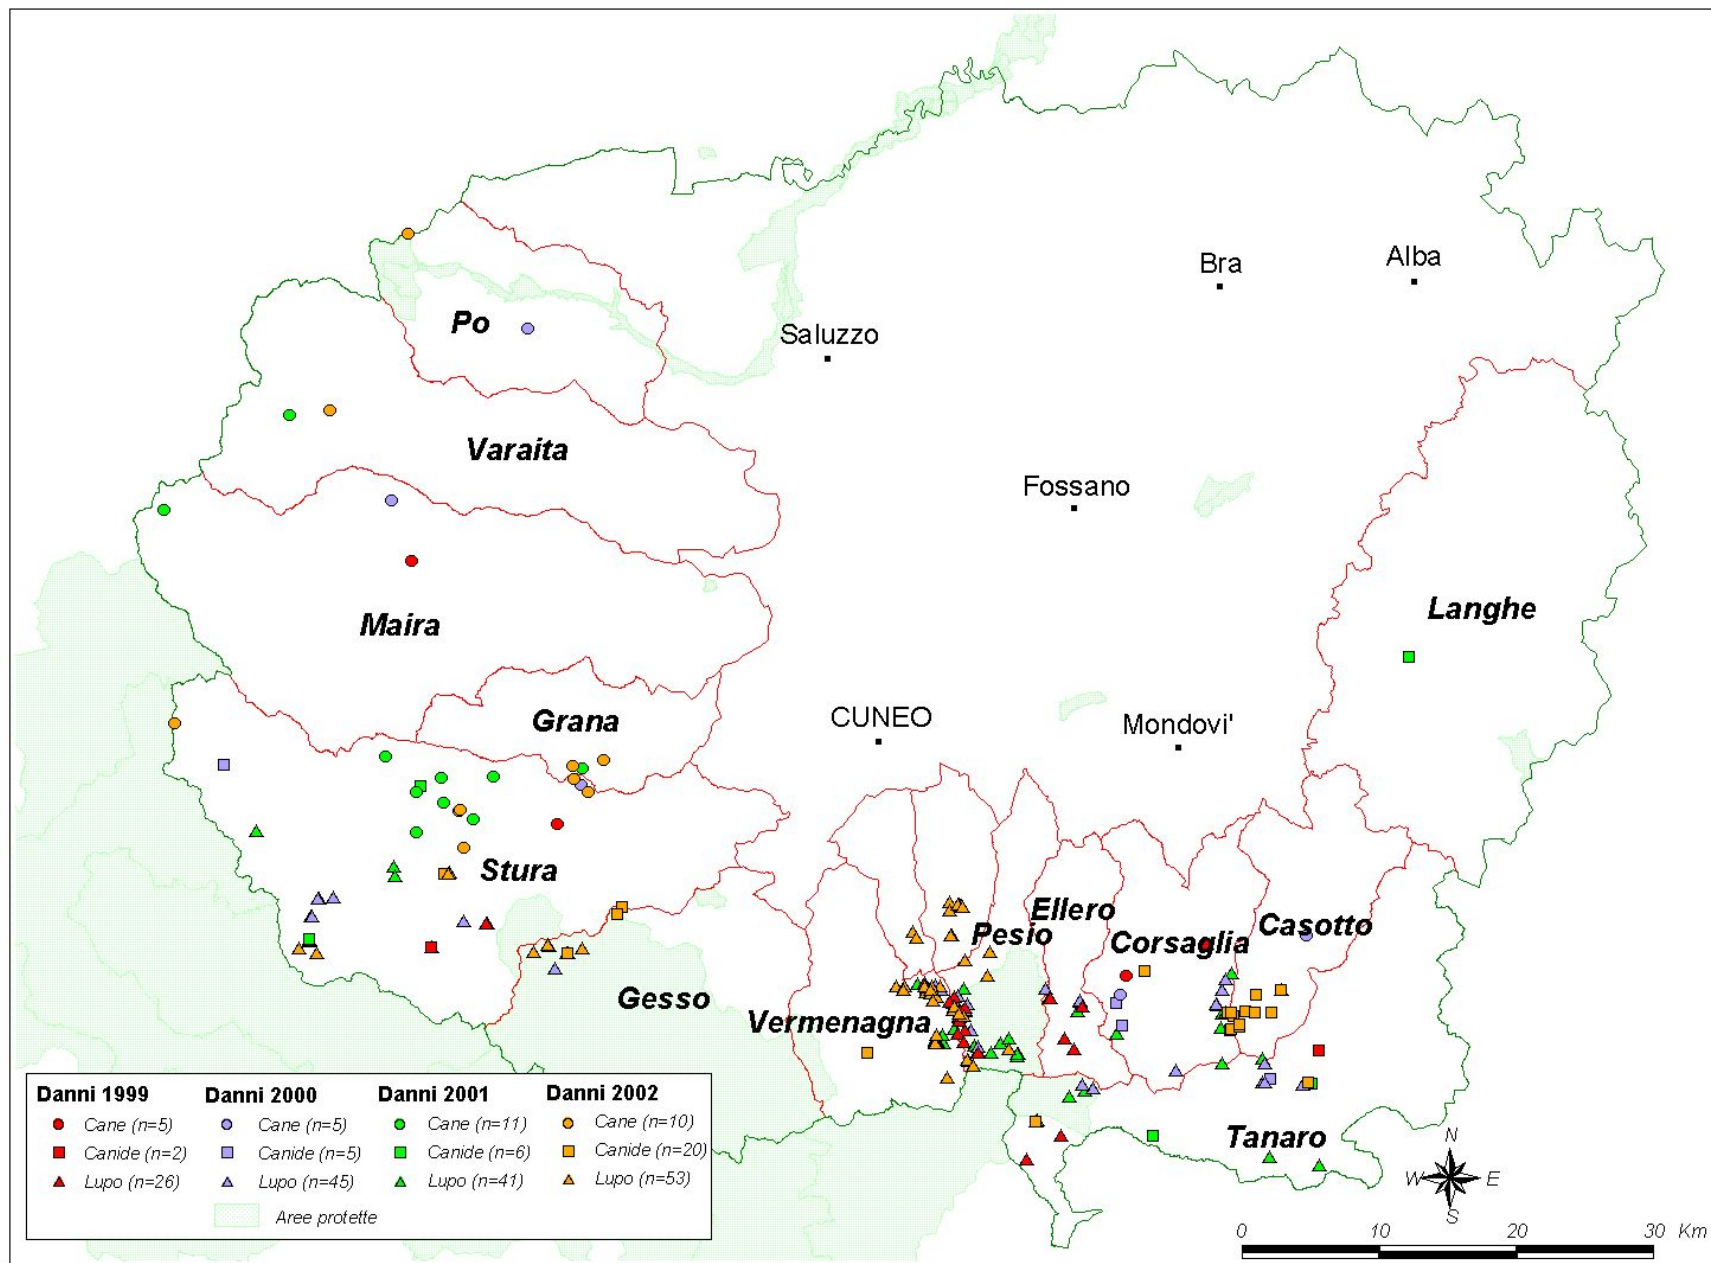 Bra
Alba
Po
Saluzzo
Varaita
Fossano
Langhe
Maira
Grana
CUNEO
Mondovi'
Stura
Ellero
Casotto
Pesio
Corsaglia
Gesso
Vermenagna
Tanaro
Danni 1999
Cane (n=5)
Canide (n=2)
Lupo (n=26)
Danni 2000
Cane (n=5)
Canide (n=5)
Lupo (n=45)
Danni 2001
Cane (n=11)
Canide (n=6)
Lupo (n=41)
Danni 2002
Cane (n=10)
Canide (n=20)
Lupo (n=53)
Aree protette
N
W E
S
0 10 20 30 Km